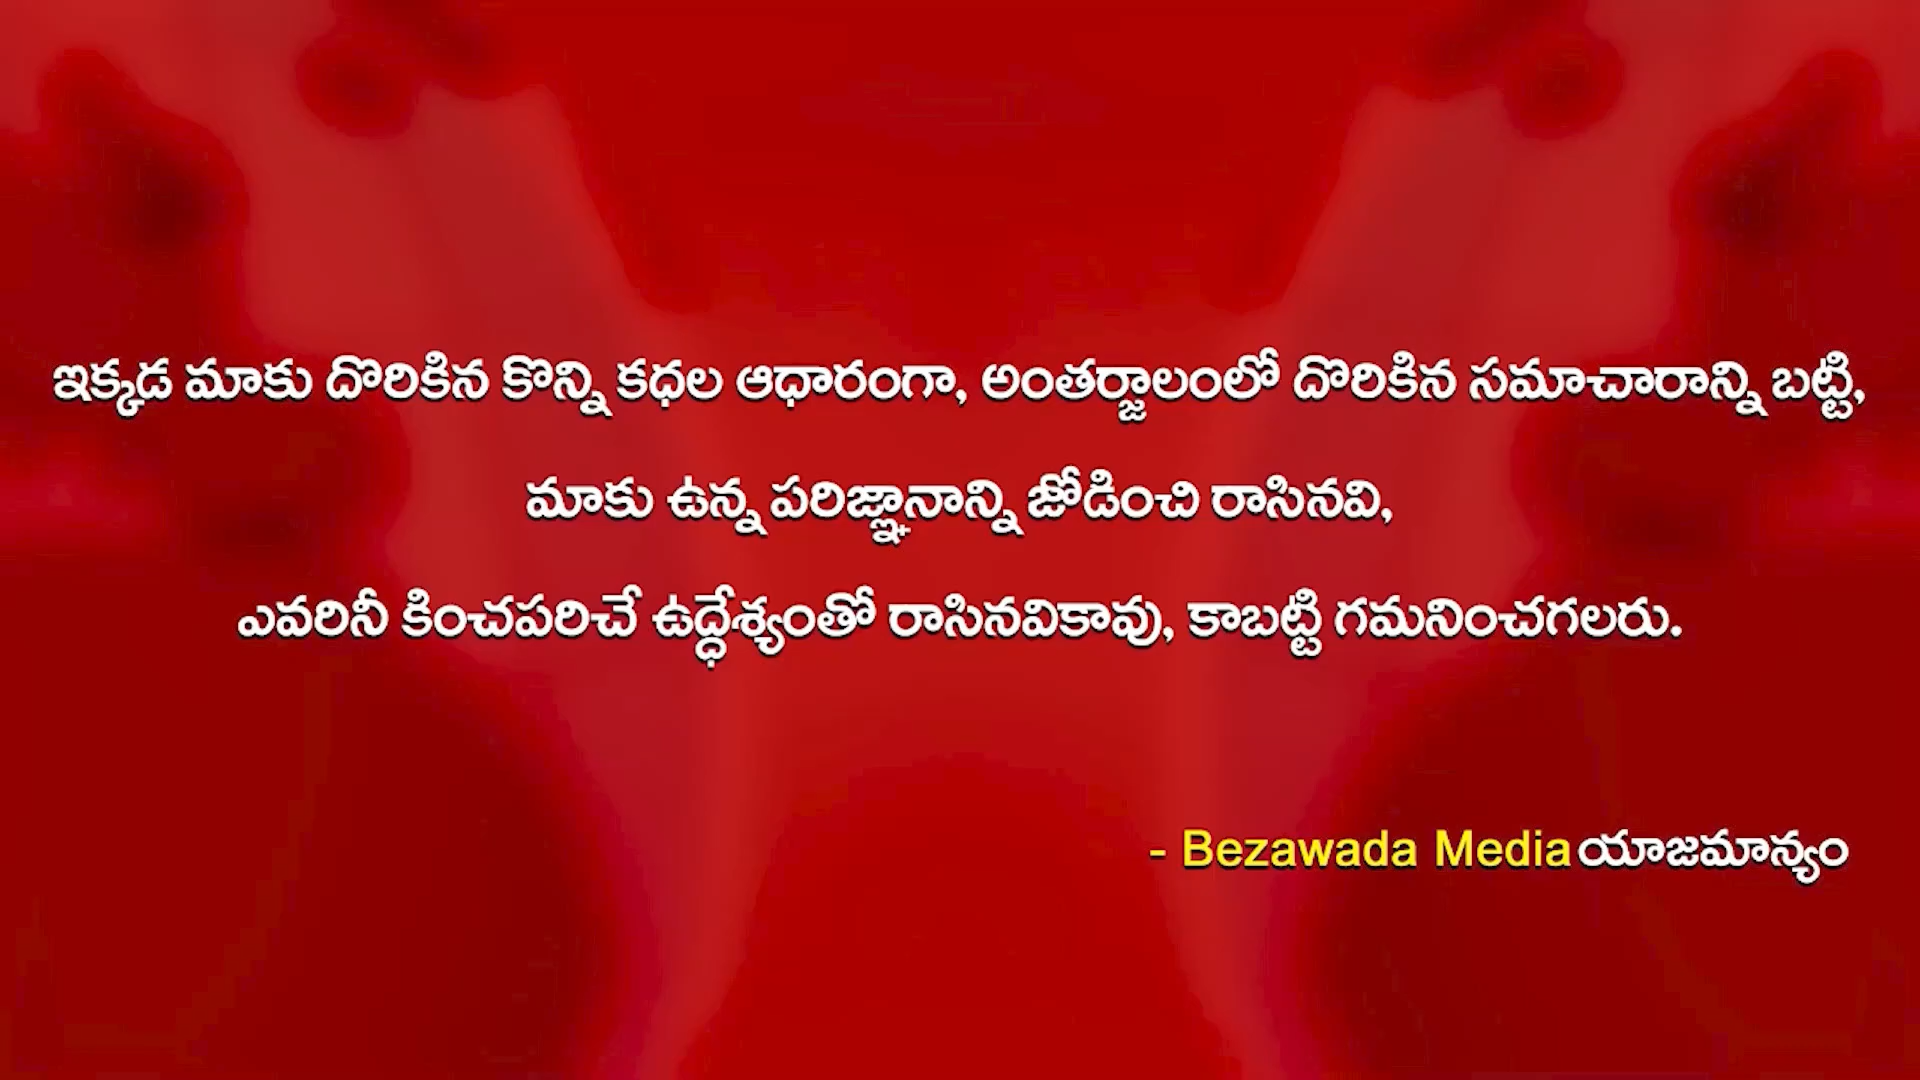 ఇక్కడ మాకు దొరికిన కొన్ని కధల ఆధారంగా, అంతర్జాలంలో దొరికిన సమాచారాన్ని బట్టి,
మాకు ఉన్న పరిజ్ఞానాన్ని జోడించి రాసినవి,
ఎవరినీ కించపరిచే ఉద్ధేశ్యంతో రాసినవికావు, కాబట్టి గమనించగలరు.
- Bezawada Media యాజమాన్యం